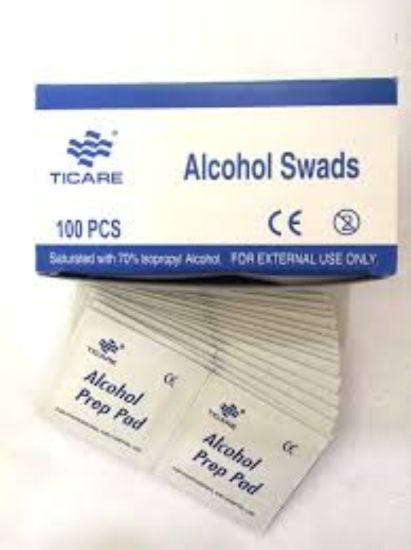 TICARE
Alcohol Swads
100 PCS
CE
Saturated with 70% Isopropyl Alcohol. FOR EXTERNAL USE ONLY.
TICARE
CE
Alcohol
Prep Pad
TICARE
CE
Alcohol
Prep Pad